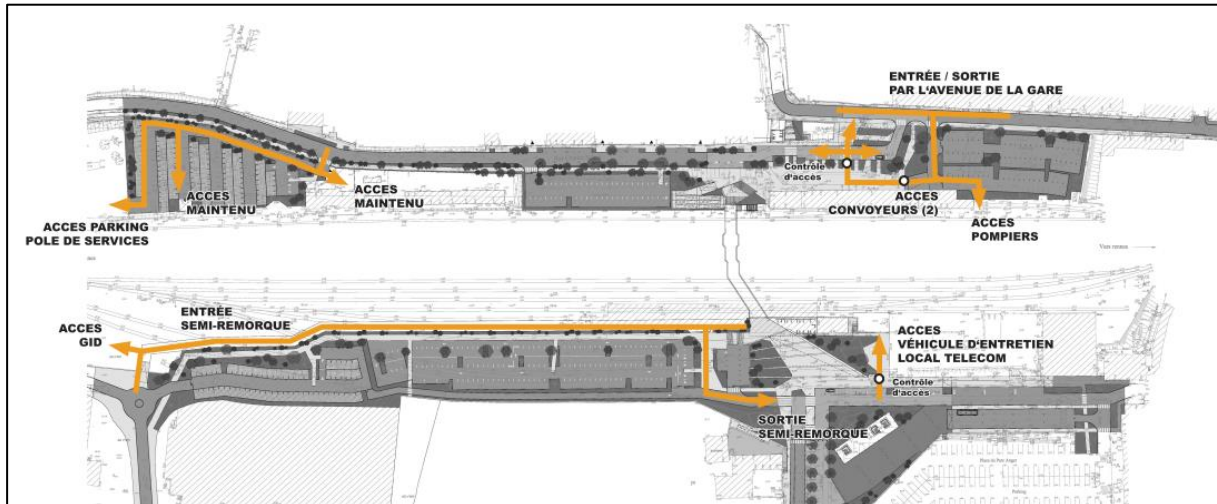 ENTRÉE / SORTIE
PAR L'AVENUE DE LA GARE
Contrôle
d'accès
ACCES
MAINTENU
ACCES
MAINTENU
ACCES
CONVOYEURS (2)
ACCES PARKING
POLE DE SERVICES
ACCES
POMPIERS
ENTRÉE
SEMI-REMORQUE
ACCES
GID
ACCES
VÉHICULE D'ENTRETIEN
LOCAL TELECOM
Contrôle
d'accès
SORTIE
SEMI-REMORQUE
Parking